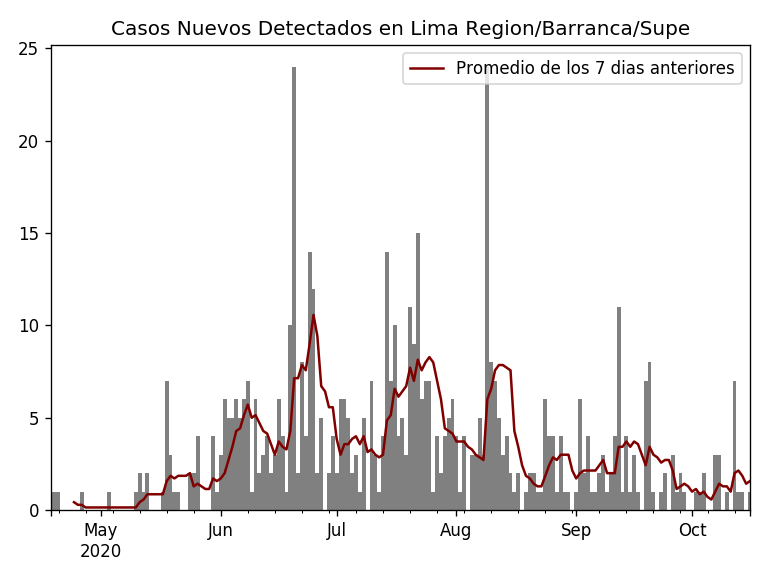 Casos Nuevos Detectados en Lima Region/Barranca/Supe
Promedio de los 7 dias anteriores
25
20
15
10
5
0
May Jun Jul Aug Sep Oct
2020